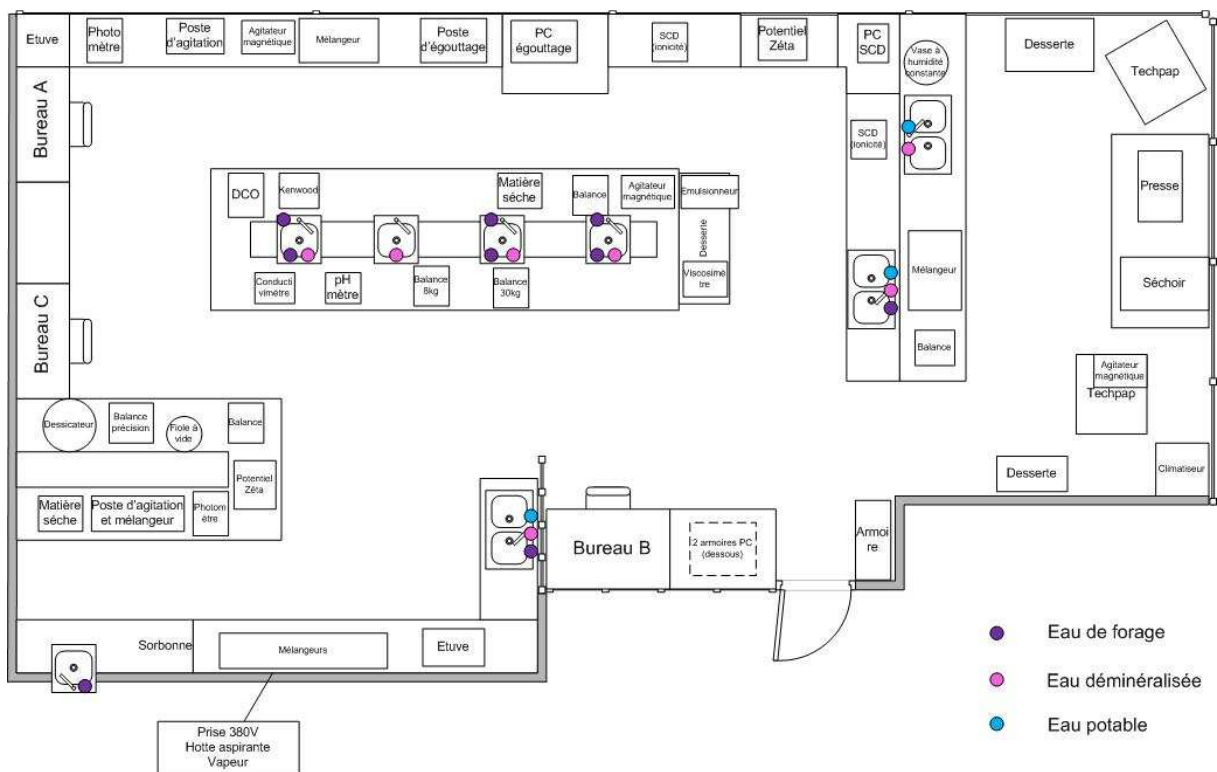 Etuve
Photo
mètre
Poste
d'agitation
Agitateur
magnétique
Mélangeur
Poste
d'égouttage
PC
égouttage
SCD
(ionicité)
Potentiel
Zéta
PC
SCD
Vase à
humidité
constante
Desserte
Techpap
Bureau A
SCD
(ionicité)
Presse
DCO
Kenwood
Matière
séche
Balance
Agitateur
magnétique
Emulsionneur
Desserte
Conducti
vimètre
pH
mètre
Balance
8kg
Balance
30kg
Viscosimè
tre
Mélangeur
Séchoir
Bureau C
Balance
Agitateur
magnétique
Techpap
Dessicateur
Balance
précision
Fiole à
vide
Balance
Potentiel
Zéta
Desserte
Climatiseur
Matière
séche
Poste d'agitation
et mélangeur
Photom
ètre
Bureau B
2 armoires PC
(dessous)
Armoi
re
Sorbonne
Mélangeurs
Etuve
Eau de forage
Eau déminéralisée
Eau potable
Prise 380V
Hotte aspirante
Vapeur